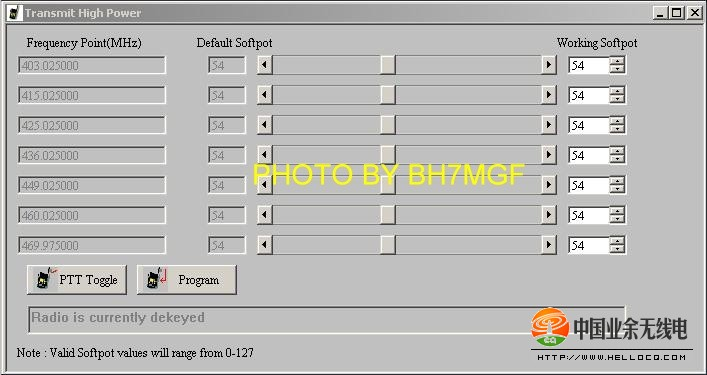 Transmit High Power
Frequency Point(MHz) Default Softpot Working Softpot
403.025000 54 54
415.025000 54 54
425.025000 54 54
436.025000 54 54
PHOTO BY BH7MGF
449.025000 54 54
460.025000 54 54
469.975000 54 54
PTT Toggle Program
Radio is currently dekeyed
中国业余无线电
CQ
Note : Valid Softpot values will range from 0-127
HTTP://WWW.HELLOCQ.COM